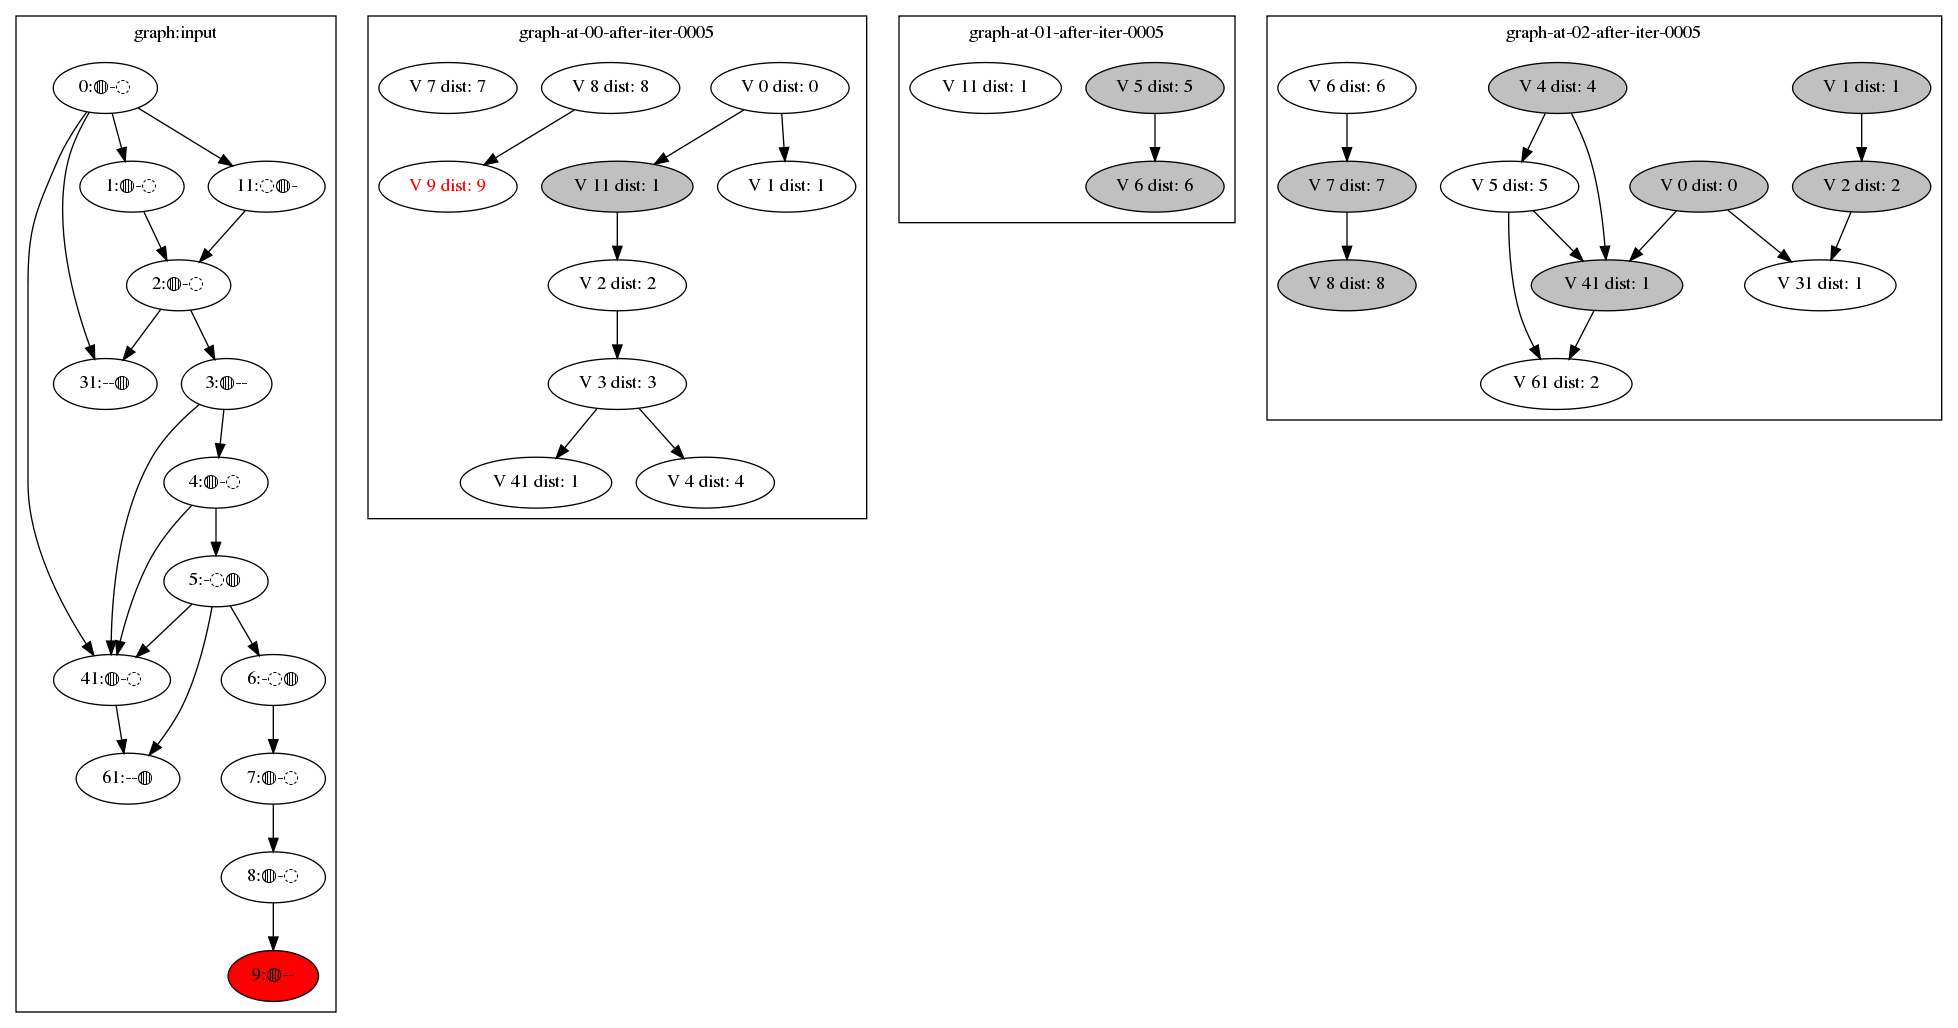 graph:input
0:◍-◌
1:◍-◌
11:◌◍-
2:◍-◌
31:--◍
3:◍--
4:◍-◌
5:-◌◍
41:◍-◌
6:-◌◍
61:--◍
7:◍-◌
8:◍-◌
9:◍--
graph-at-00-after-iter-0005
V 7 dist: 7
V 8 dist: 8
V 0 dist: 0
V 9 dist: 9
V 11 dist: 1
V 1 dist: 1
V 2 dist: 2
V 3 dist: 3
V 41 dist: 1
V 4 dist: 4
graph-at-01-after-iter-0005
V 11 dist: 1
V 5 dist: 5
V 6 dist: 6
graph-at-02-after-iter-0005
V 6 dist: 6
V 4 dist: 4
V 1 dist: 1
V 7 dist: 7
V 5 dist: 5
V 0 dist: 0
V 2 dist: 2
V 8 dist: 8
V 41 dist: 1
V 31 dist: 1
V 61 dist: 2